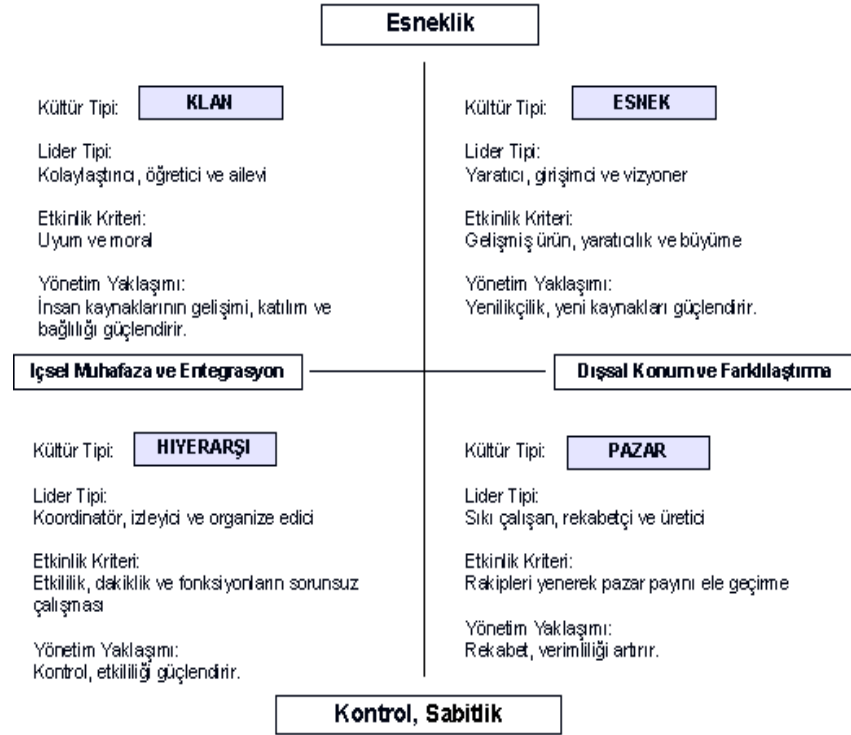 Esneklik
Kültür Tipi: KLAN
Lider Tipi:
Kolaylaştırıcı, öğretici ve ailevi
Etkinlik Kriteri:
Uyum ve moral
Yönetim Yaklaşımı:
İnsan kaynaklarının gelişimi, katılım ve
bağlılığı güçlendirir.
Kültür Tipi: ESNEK
Lider Tipi:
Yaratıcı, girişimci ve vizyoner
Etkinlik Kriteri:
Gelişmiş ürün, yaratıcılık ve büyüme
Yönetim Yaklaşımı:
Yenilikçilik, yeni kaynakları güçlendirir.
İçsel Muhafaza ve Entegrasyon
Dışsal Konum ve Farklılaştırma
Kültür Tipi: HIYERARŞI
Lider Tipi:
Koordinatör, izleyici ve organize edici
Etkinlik Kriteri:
Etkililik, dakiklik ve fonksiyonların sorunsuz
çalışması
Yönetim Yaklaşımı:
Kontrol, etkililiği güçlendirir.
Kültür Tipi: PAZAR
Lider Tipi:
Sıkı çalışan, rekabetçi ve üretici
Etkinlik Kriteri:
Rakipleri yenerek pazar payını ele geçirme
Yönetim Yaklaşımı:
Rekabet, verimliliği artırır.
Kontrol, Sabitlik